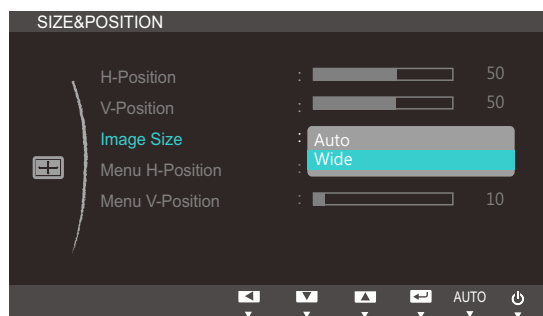 SIZE&POSITION
H-Position : 50
V-Position : 50
Image Size : Auto
Wide
Menu H-Position :
Menu V-Position : 10
AUTO